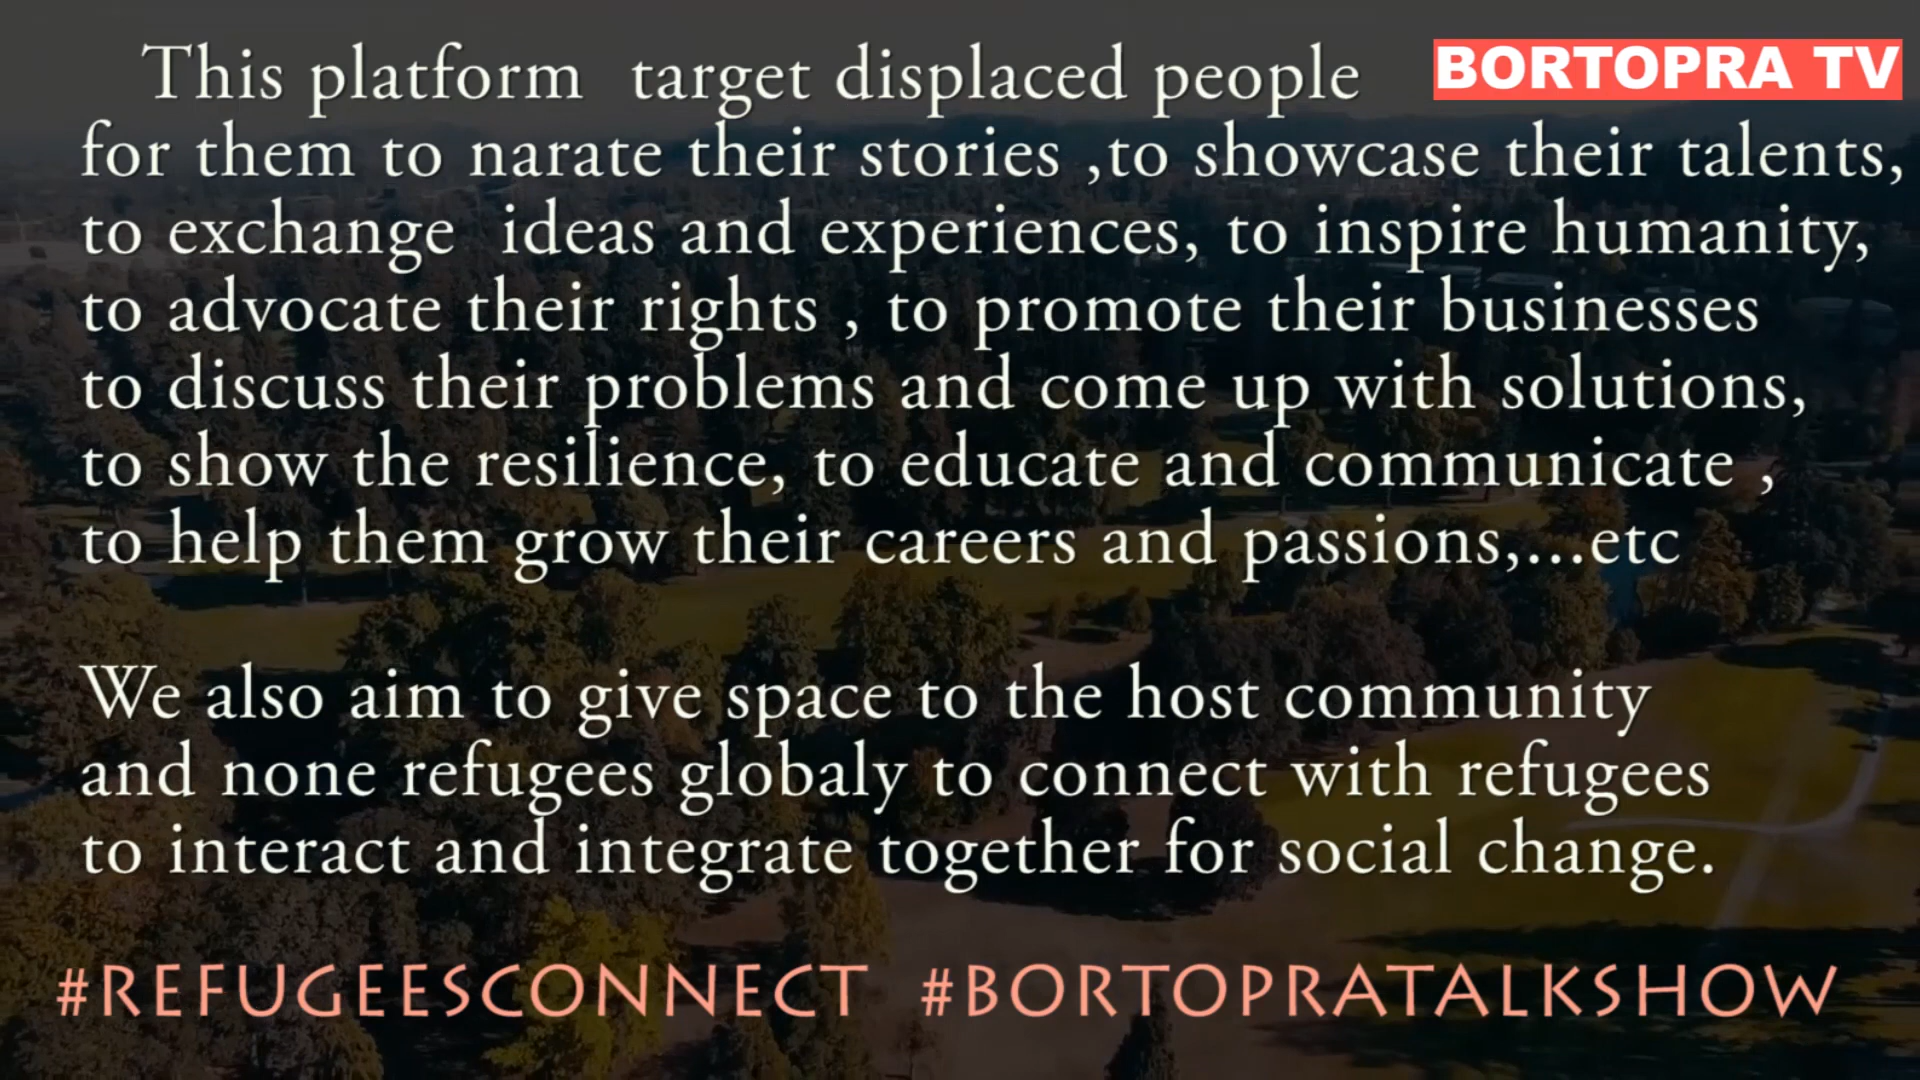 This platform target displaced people
BORTOPRA TV
for them to narate their stories ,to showcase their talents,
to exchange ideas and experiences, to inspire humanity,
to advocate their rights , to promote their businesses
to discuss their problems and come up with solutions,
to show the resilience, to educate and communicate ,
to help them grow their careers and passions,...etc
We also aim to give space to the host community
and none refugees globaly to connect with refugees
to interact and integrate together for social change.
#REFUGEESCONNECT #BORTOPRATALKSHOW